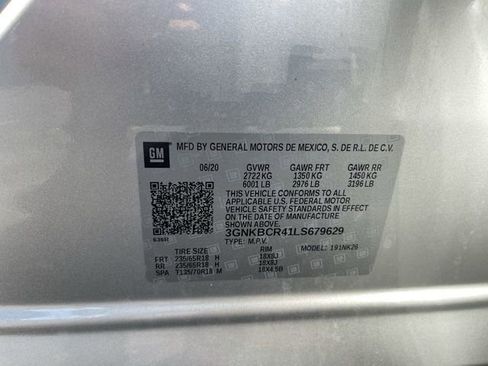 GM
MFD BY GENERAL MOTORS DE MEXICO, S. DE R.L. DE C.V.
06/20 GVWR GAWR FRT GAWR RR
2722 KG 1350 KG 1450 KG
6001 LB 2976 LB 3196 LB
THIS VEHICLE CONFORMS TO ALL
APPLICABLE U.S. FEDERAL MOTOR
VEHICLE SAFETY STANDARDS IN EFFECT
ON THE DATE OF MANUFACTURE
SHOWN ABOVE.
3GNKBCR41LS679629
TYPE: M.P.V. MODEL: 191NK26
TIRE SIZE RIM
FRT 235/65R18 H 18X8J
RR 235/65R18 H 18X8J
SPA T135/70R18 M 18X4.5B